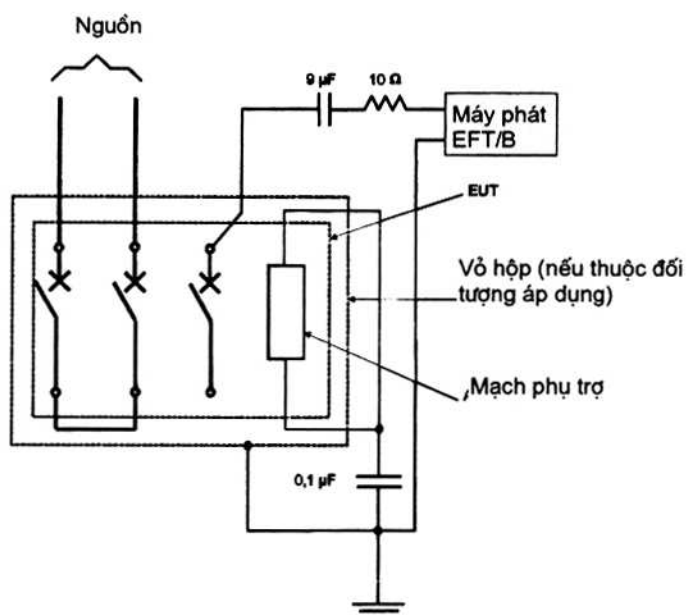 Nguồn
9 µF
10 Ω
Máy phát
EFT/B
EUT
Vỏ hộp (nếu thuộc đối
tượng áp dụng)
Mạch phụ trợ
0,1 µF